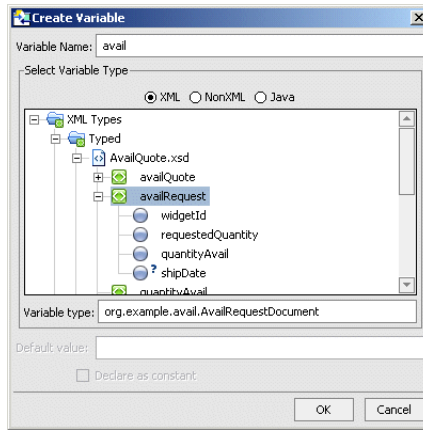 Create Variable
Variable Name: avail
Select Variable Type
XML NonXML Java
XML Types
Typed
AvailQuote.xsd
availQuote
availRequest
widgetId
requestedQuantity
quantityAvail
? shipDate
quantityAvail
Variable type: org.example.avail.AvailRequestDocument
Default value:
Declare as constant
OK Cancel